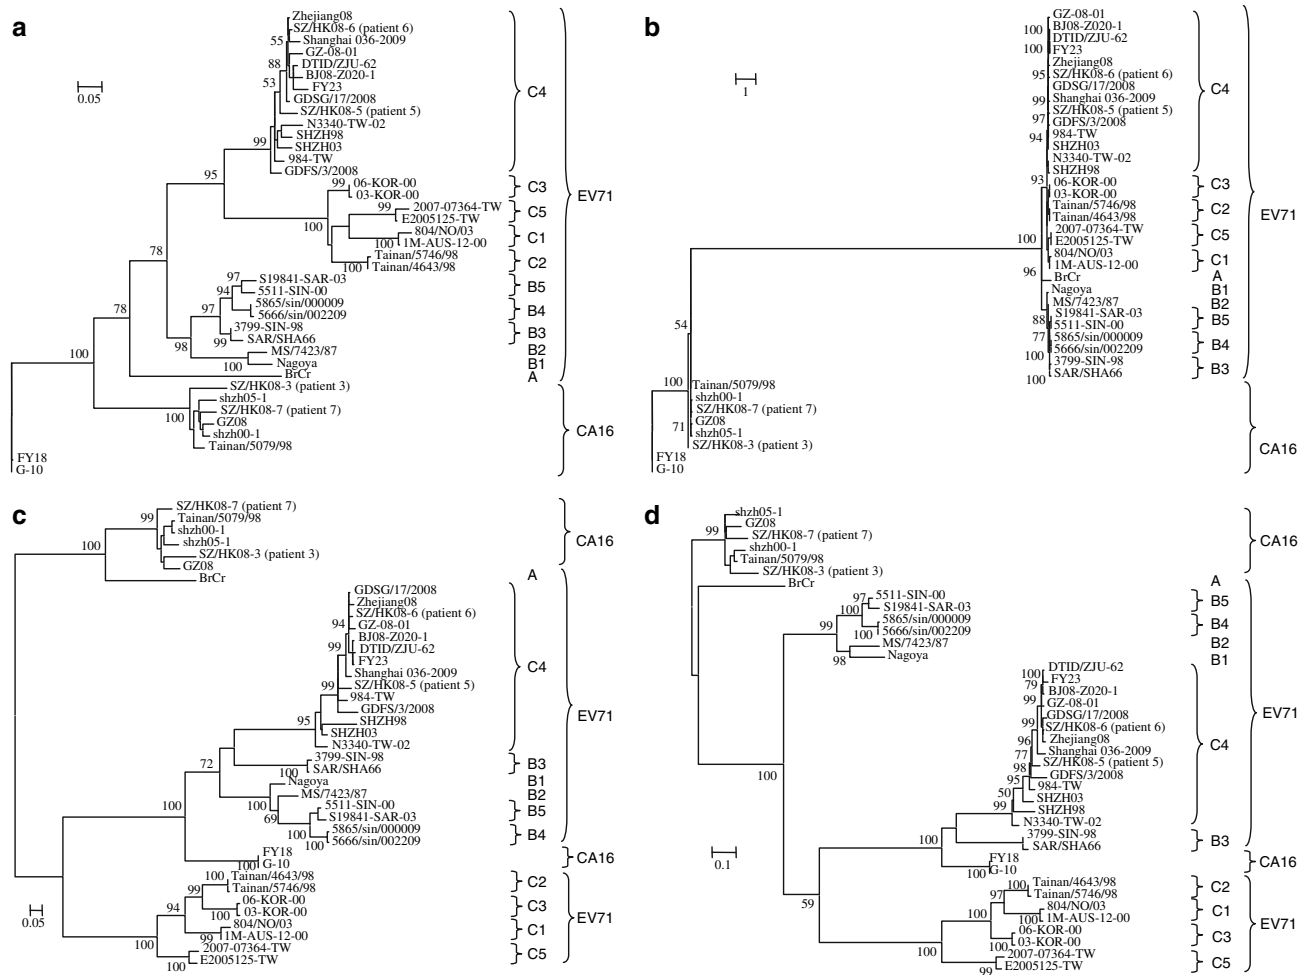 a
Zhejiang08
SZ/HK08-6 (patient 6)
55
Shanghai 036-2009
GZ-08-01
88
DTID/ZJU-62
BJ08-Z020-1
53
FY23
0.05
GDSG/17/2008
SZ/HK08-5 (patient 5)
C4
N3340-TW-02
SHZH98
99
SHZH03
984-TW
GDFS/3/2008
95
99
06-KOR-00
03-KOR-00
C3
EV71
99
2007-07364-TW
E2005125-TW
C5
100
804/NO/03
100
1M-AUS-12-00
C1
Tainan/5746/98
100
Tainan/4643/98
C2
78
97
S19841-SAR-03
94
5511-SIN-00
B5
78
97
5865/sin/000009
5666/sin/002209
B4
3799-SIN-98
99
SAR/SHA66
B3
98
MS/7423/87
B2
100
100
Nagoya
B1
BrCr
A
SZ/HK08-3 (patient 3)
shzh05-1
100
SZ/HK08-7 (patient 7)
GZ08
CA16
shzh00-1
Tainan/5079/98
FY18
G-10
b
GZ-08-01
100
BJ08-Z020-1
DTID/ZJU-62
100
FY23
Zhejiang08
95
SZ/HK08-6 (patient 6)
1
GDSG/17/2008
C4
99
Shanghai 036-2009
SZ/HK08-5 (patient 5)
97
GDFS/3/2008
984-TW
94
SHZH03
N3340-TW-02
SHZH98
93
06-KOR-00
03-KOR-00
C3
Tainan/5746/98
Tainan/4643/98
C2
EV71
2007-07364-TW
100
E2005125-TW
C5
804/NO/03
1M-AUS-12-00
C1
96
BrCr
A
Nagoya
B1
MS/7423/87
B2
S19841-SAR-03
88
5511-SIN-00
B5
54
77
5865/sin/000009
5666/sin/002209
B4
100
3799-SIN-98
100
SAR/SHA66
B3
100
Tainan/5079/98
shzh00-1
SZ/HK08-7 (patient 7)
GZ08
71
shzh05-1
SZ/HK08-3 (patient 3)
CA16
FY18
G-10
c
SZ/HK08-7 (patient 7)
99
Tainan/5079/98
shzh00-1
CA16
100
shzh05-1
SZ/HK08-3 (patient 3)
GZ08
BrCr
A
GDSG/17/2008
Zhejiang08
SZ/HK08-6 (patient 6)
94
GZ-08-01
BJ08-Z020-1
99
DTID/ZJU-62
FY23
C4
Shanghai 036-2009
99
SZ/HK08-5 (patient 5)
984-TW
GDFS/3/2008
EV71
95
SHZH98
SHZH03
N3340-TW-02
3799-SIN-98
72
100
SAR/SHA66
B3
Nagoya
B1
MS/7423/87
B2
100
100
5511-SIN-00
69
S19841-SAR-03
B5
100
5865/sin/000009
100
5666/sin/002209
B4
FY18
100
G-10
CA16
Tainan/4643/98
99
100
Tainan/5746/98
C2
06-KOR-00
94
100
03-KOR-00
C3
0.05
804/NO/03
EV71
99
1M-AUS-12-00
C1
100
2007-07364-TW
100
E2005125-TW
C5
d
shzh05-1
99
GZ08
SZ/HK08-7 (patient 7)
shzh00-1
CA16
Tainan/5079/98
SZ/HK08-3 (patient 3)
BrCr
A
97
5511-SIN-00
100
S19841-SAR-03
B5
99
5865/sin/000009
100
5666/sin/002209
B4
MS/7423/87
B2
98
Nagoya
B1
100
DTID/ZJU-62
79
FY23
BJ08-Z020-1
99
GZ-08-01
GDSG/17/2008
EV71
99
SZ/HK08-6 (patient 6)
96
Zhejiang08
77
Shanghai 036-2009
C4
98
SZ/HK08-5 (patient 5)
100
95
GDFS/3/2008
50
984-TW
SHZH03
99
SHZH98
N3340-TW-02
100
3799-SIN-98
SAR/SHA66
B3
0.1
FY18
100
G-10
CA16
100
Tainan/4643/98
97
Tainan/5746/98
C2
59
804/NO/03
100
1M-AUS-12-00
C1
EV71
100
06-KOR-00
100
03-KOR-00
C3
2007-07364-TW
99
E2005125-TW
C5